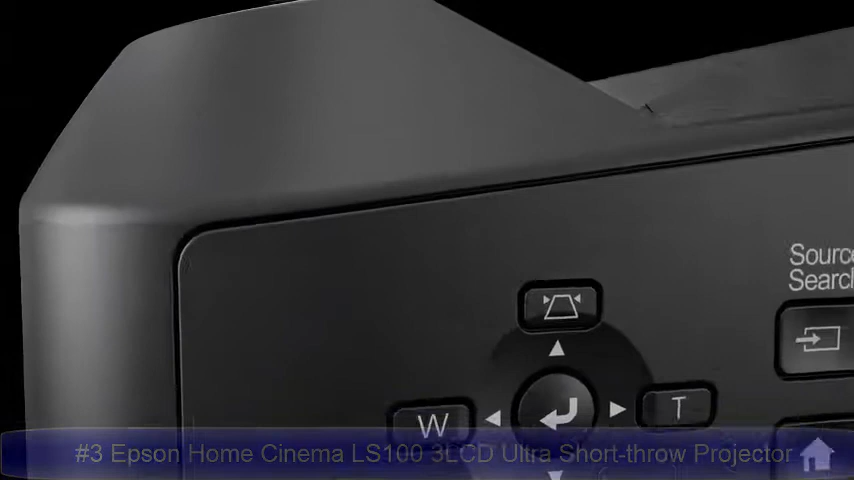 Source
Search
W
T
#3 Epson Home Cinema LS100 3LCD Ultra Short-throw Projector